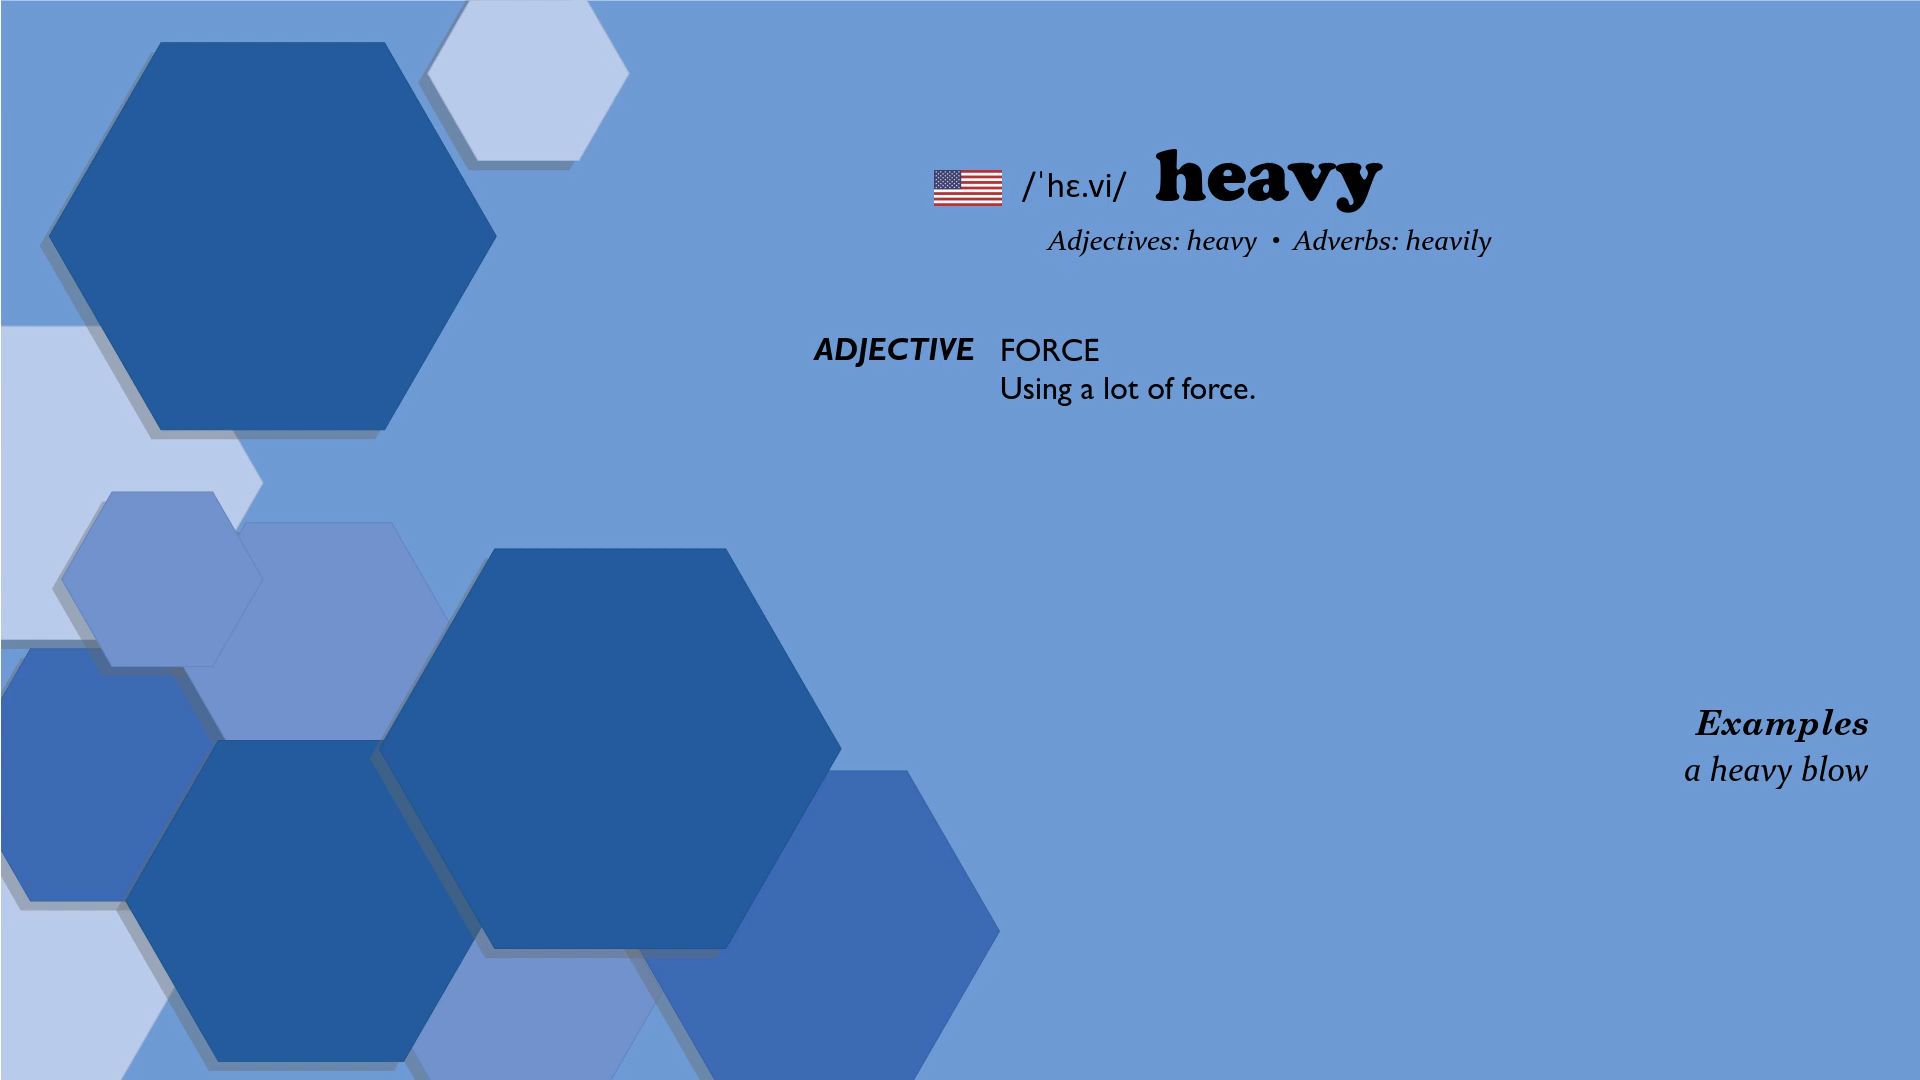 /ˈhɛ.vi/ heavy
Adjectives: heavy • Adverbs: heavily
ADJECTIVE FORCE
Using a lot of force.
Examples
a heavy blow